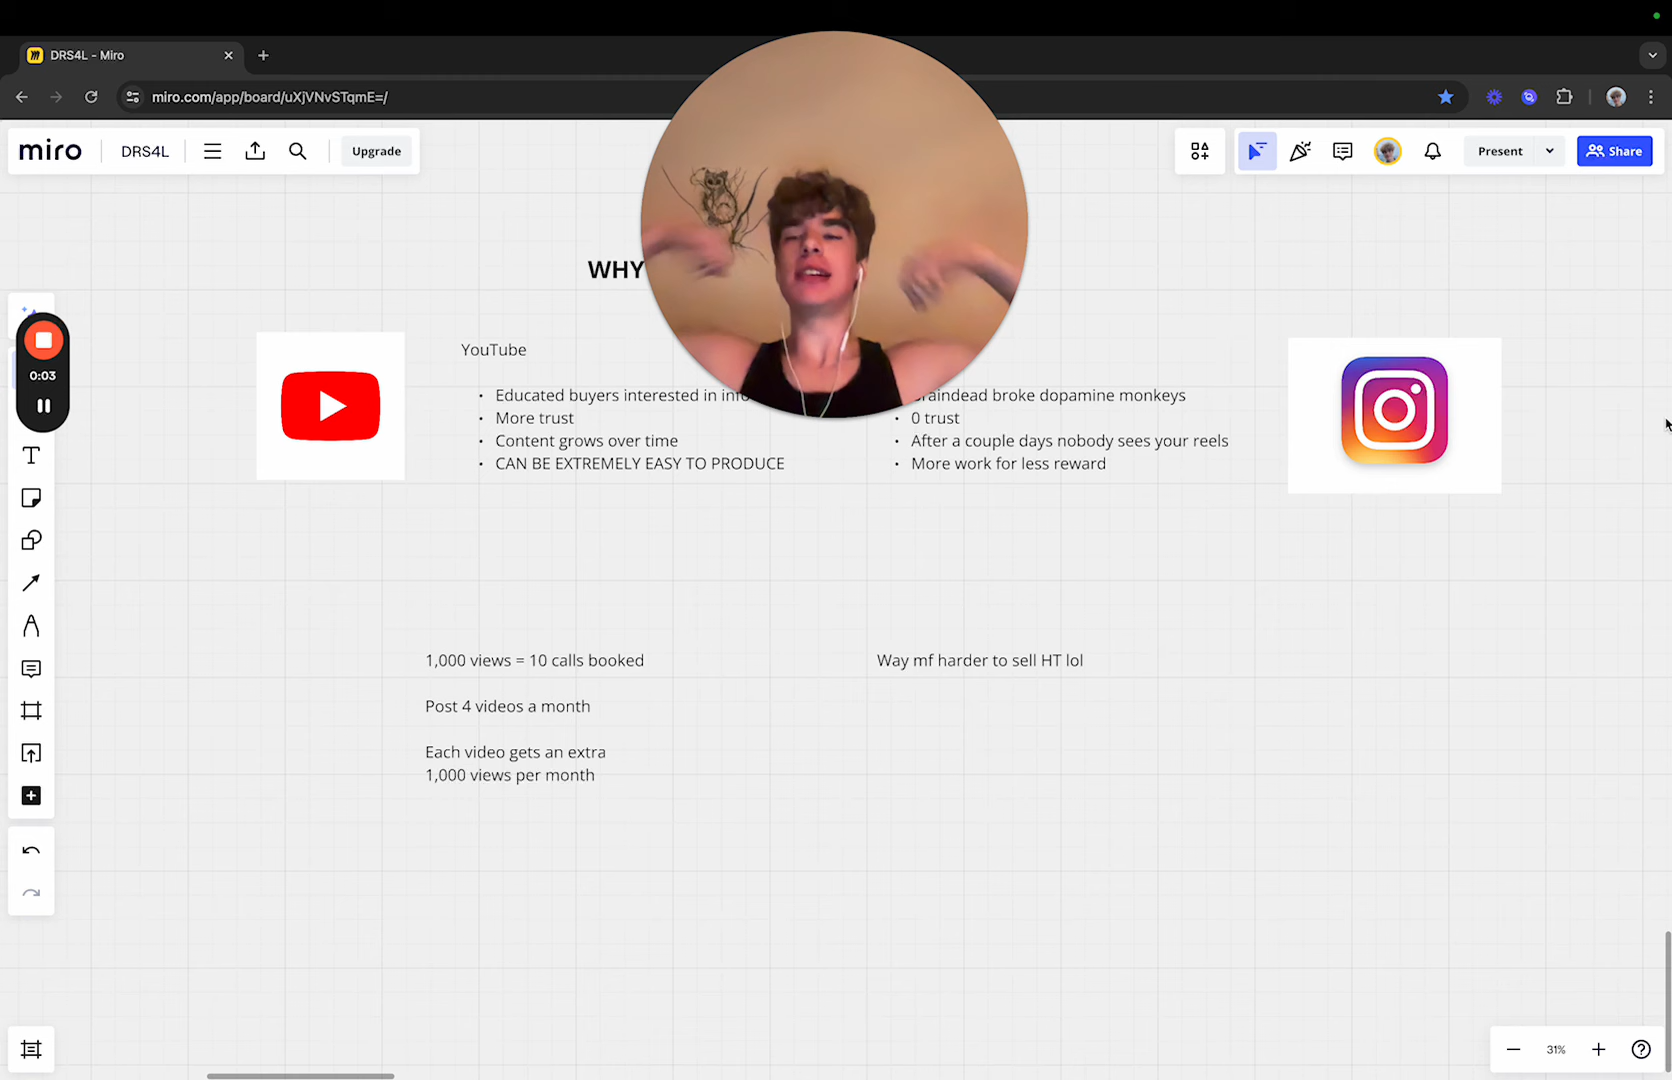 DRS4L - Miro
miro.com/app/board/uXjVNvSTqmE=/
miro
DRS4L
Upgrade
Present
Share
WHY
0:03
YouTube
• Educated buyers interested in info
• More trust
• Content grows over time
• CAN BE EXTREMELY EASY TO PRODUCE
braindead broke dopamine monkeys
• 0 trust
• After a couple days nobody sees your reels
• More work for less reward
1,000 views = 10 calls booked
Post 4 videos a month
Each video gets an extra
1,000 views per month
Way mf harder to sell HT lol
31%